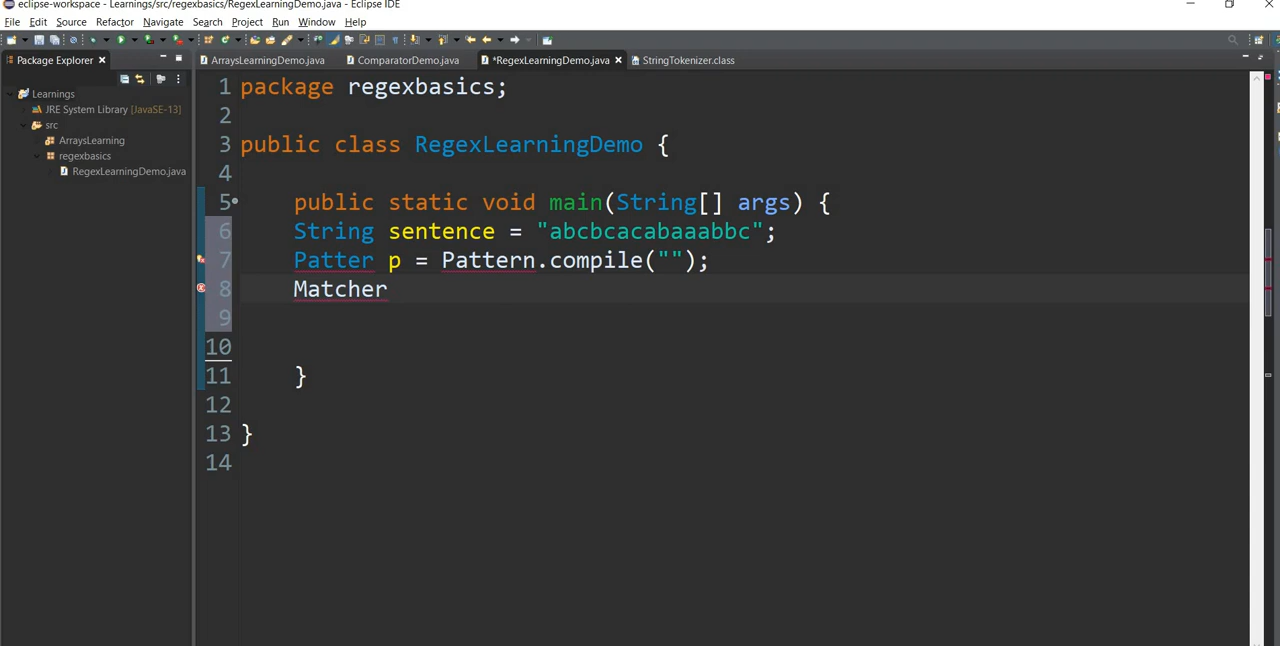 eclipse-workspace - Learnings/src/regexbasics/RegexLearningDemo.java - Eclipse IDE
File Edit Source Refactor Navigate Search Project Run Window Help
Package Explorer
ArraysLearningDemo.java ComparatorDemo.java *RegexLearningDemo.java StringTokenizer.class
Learnings
JRE System Library [JavaSE-13]
src
ArraysLearning
regexbasics
RegexLearningDemo.java
1 package regexbasics;
2
3 public class RegexLearningDemo {
4
5 public static void main(String[] args) {
6 String sentence = "abcbcacabaaabbc";
7 Patter p = Pattern.compile("");
8 Matcher
9
10
11 }
12
13 }
14